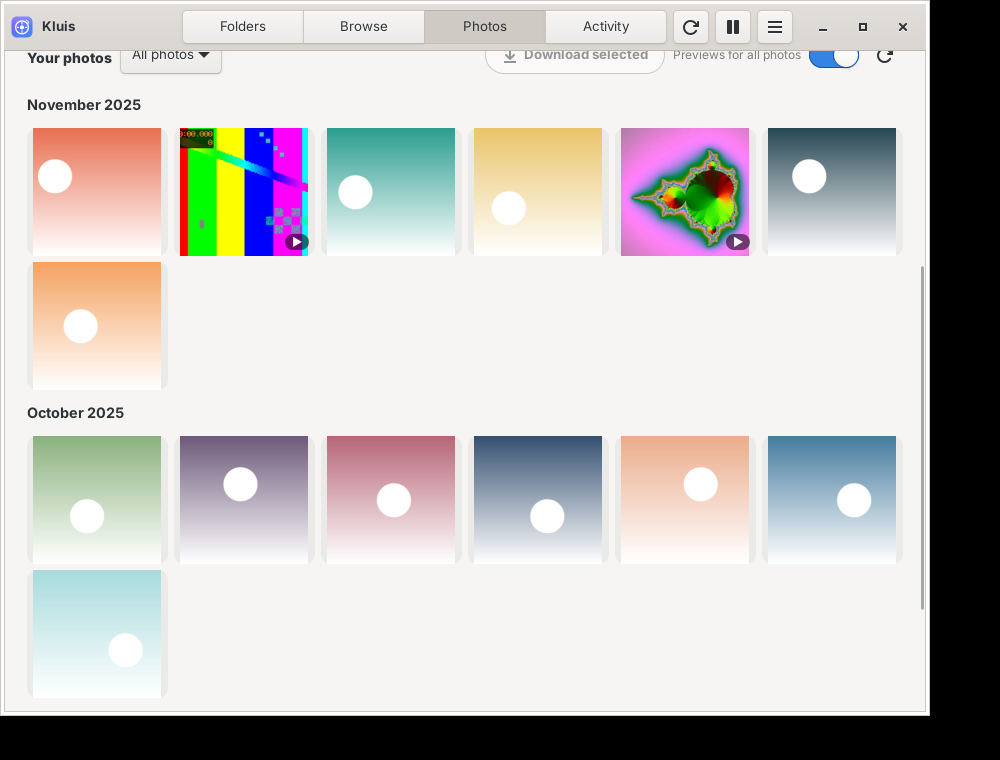 Kluis
Folders
Browse
Photos
Activity
Your photos
All photos
Download selected
Previews for all photos
November 2025
October 2025